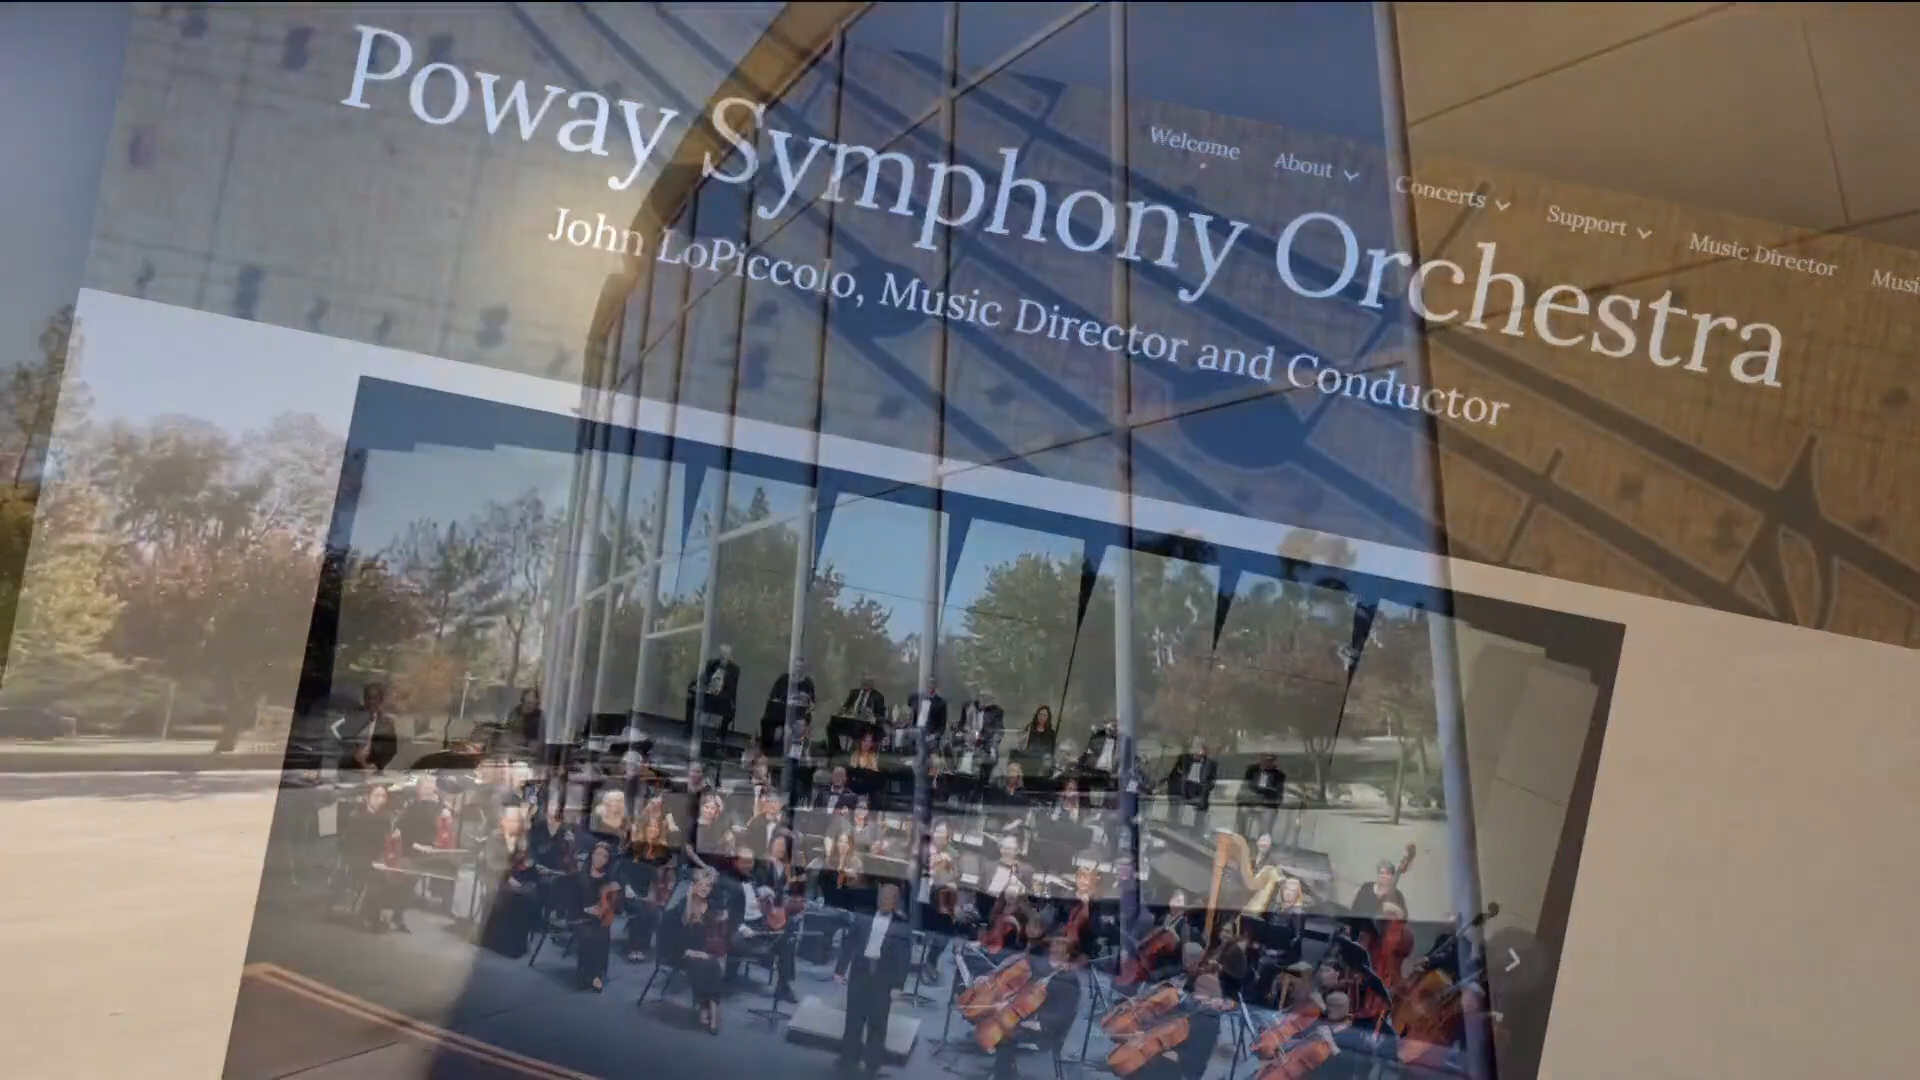 Poway Symphony Orchestra
John LoPiccolo, Music Director and Conductor
Welcome About Concerts Support Music Director